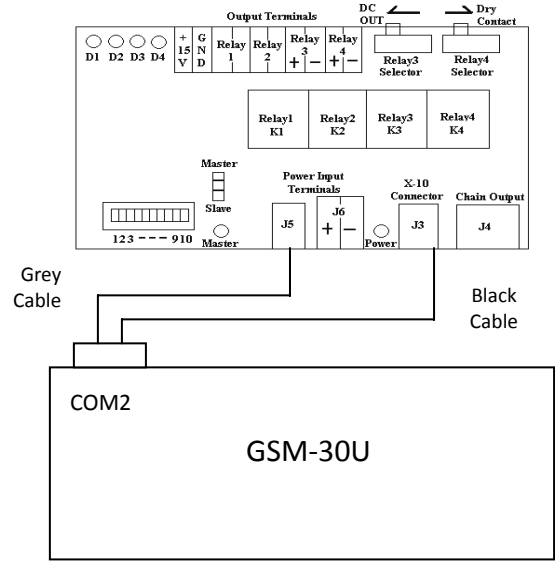 Output Terminals
DC OUT
Dry Contact
D1 D2 D3 D4
+ 15 V
G N D
Relay 1
Relay 2
Relay 3 + −
Relay 4 + −
Relay3 Selector
Relay4 Selector
Relay1 K1
Relay2 K2
Relay3 K3
Relay4 K4
Master
Slave
Power Input Terminals
X-10 Connector
Chain Output
J5
J6
+ −
J3
J4
123 --- 910
Master
Power
Grey Cable
Black Cable
COM2
GSM-30U